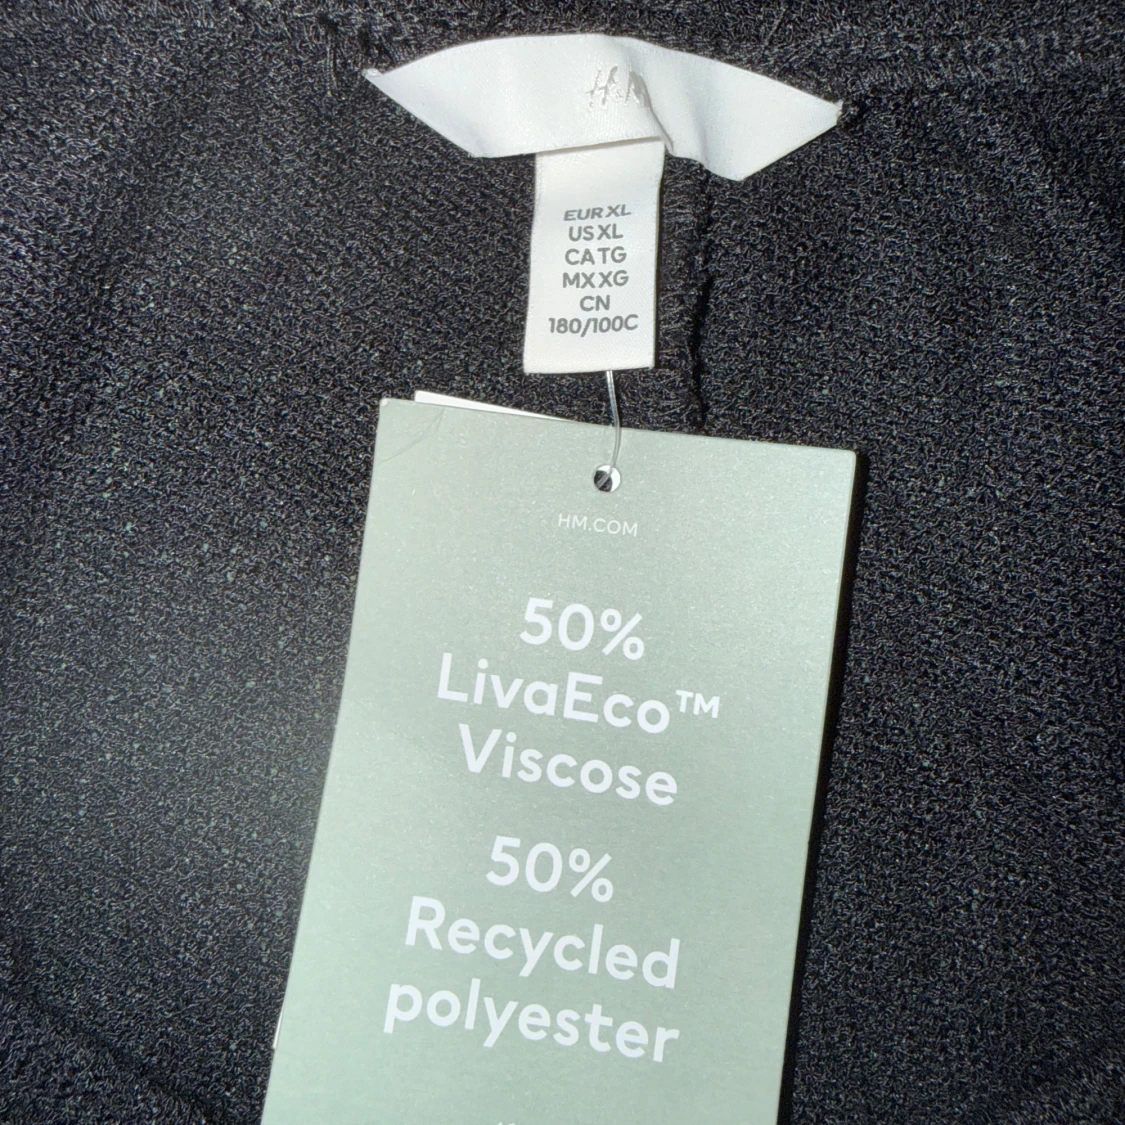 H&M
EUR XL
US XL
CA TG
MX XG
CN
180/100C
HM.COM
50%
LivaEco™
Viscose
50%
Recycled
polyester